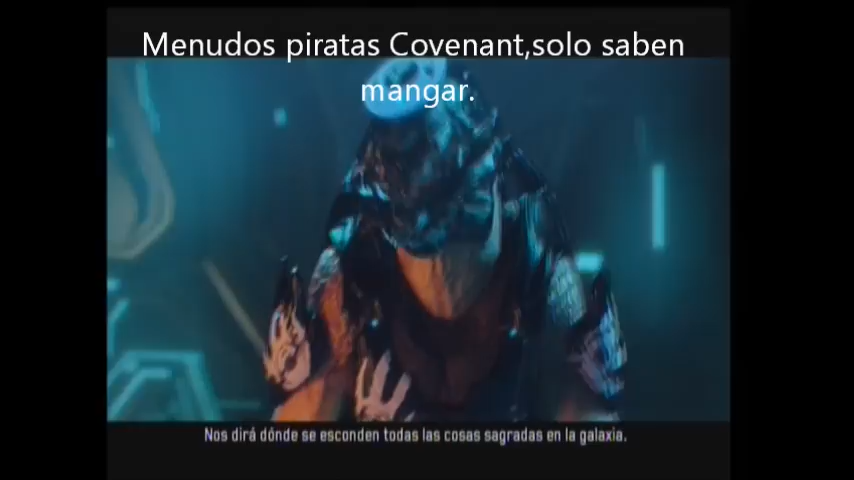 Menudos piratas Covenant,solo saben
mangar.
Nos dirá dónde se esconden todas las cosas sagradas en la galaxia.